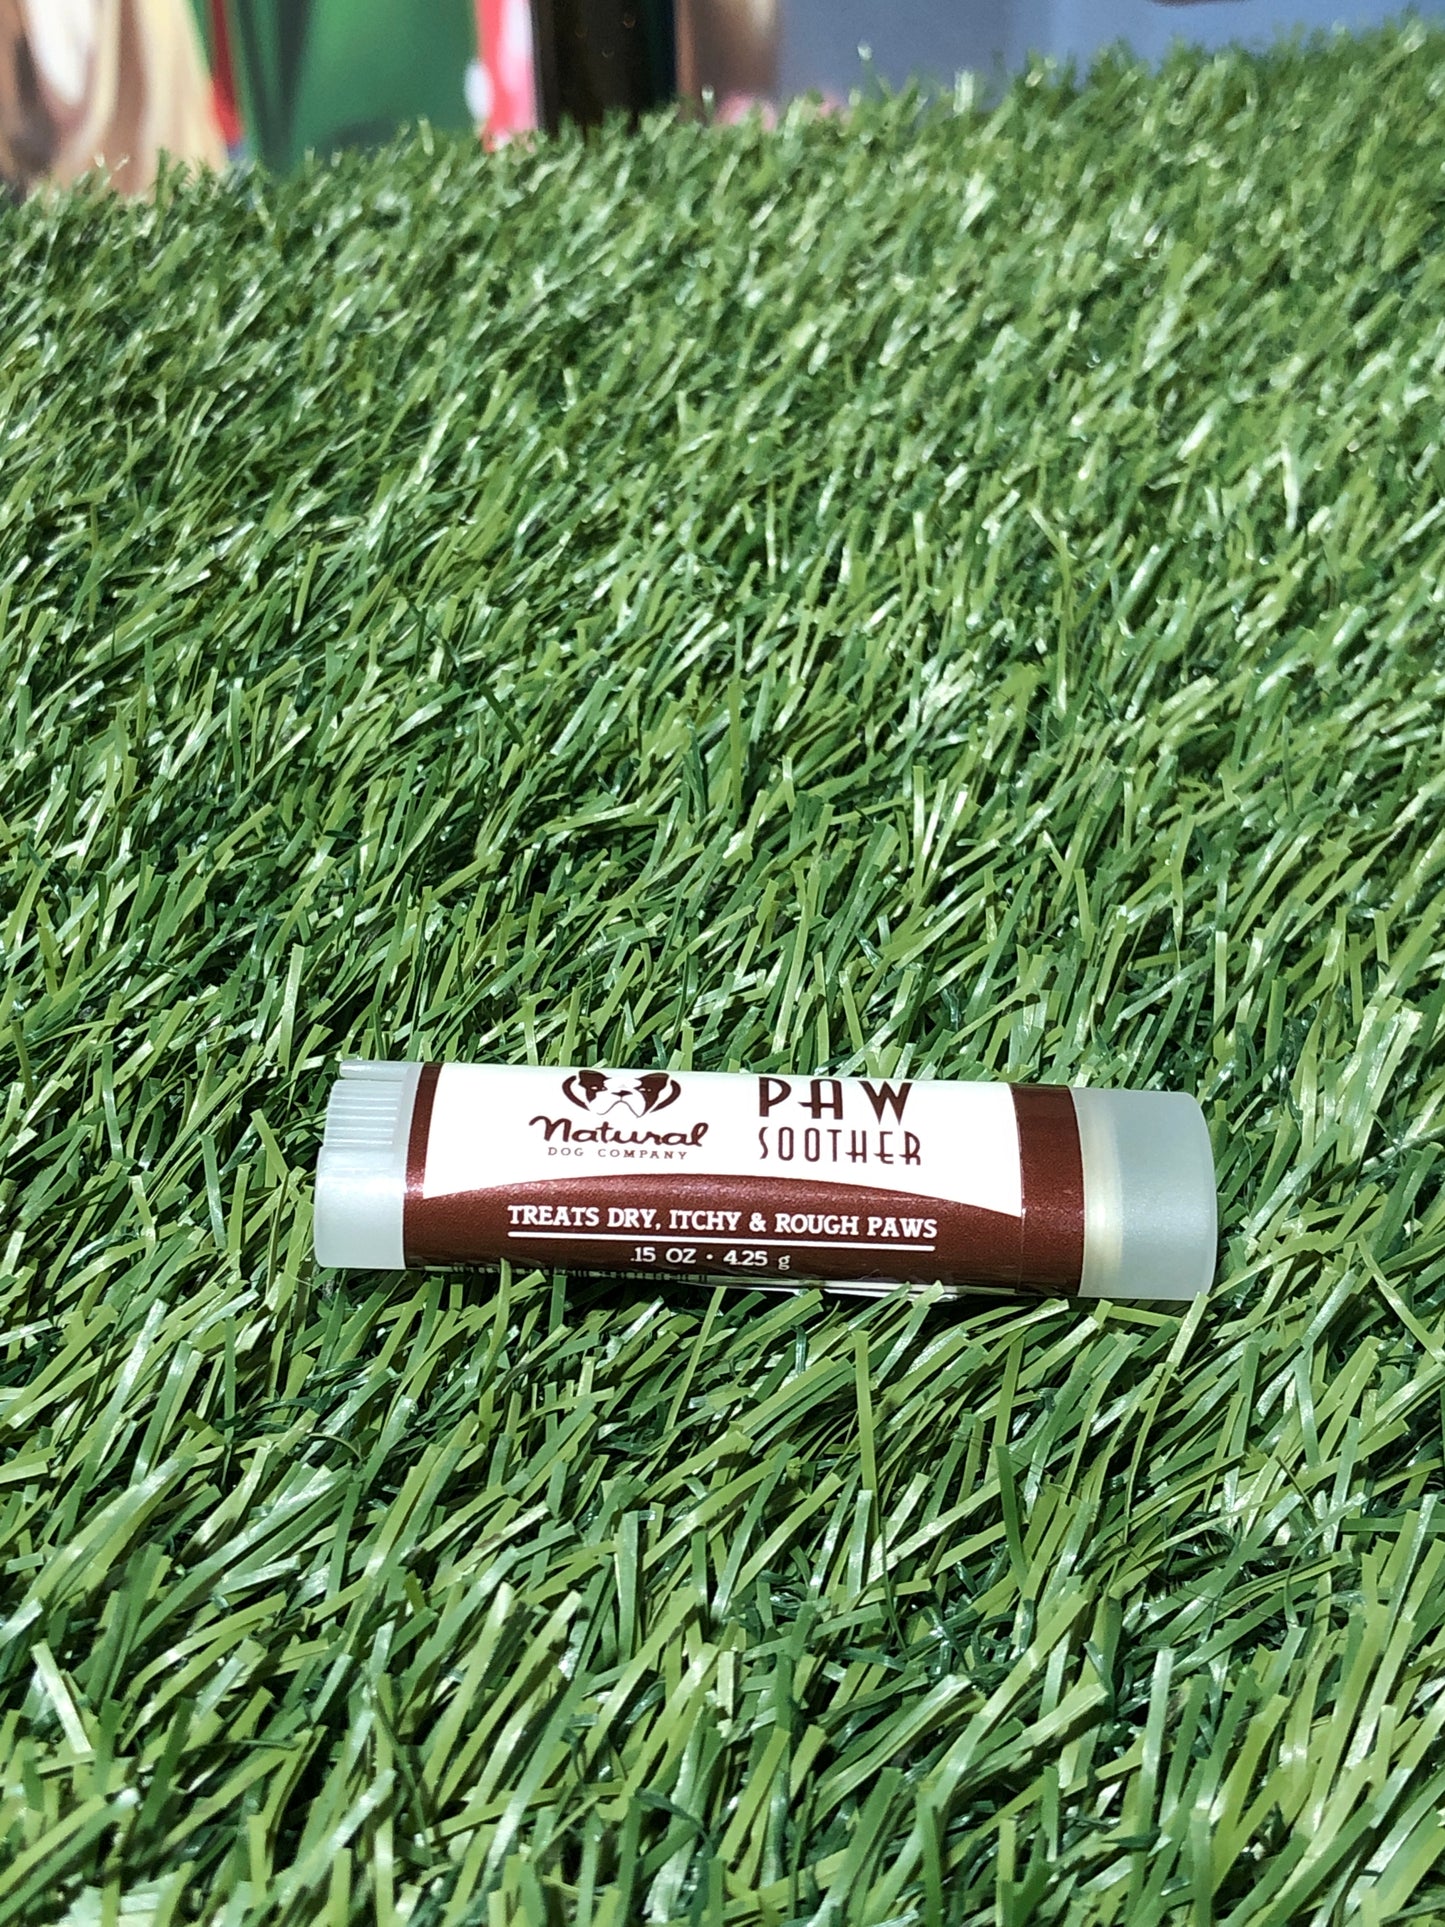 Natural
DOG COMPANY
PAW
SOOTHER
TREATS DRY, ITCHY & ROUGH PAWS
.15 OZ • 4.25 g